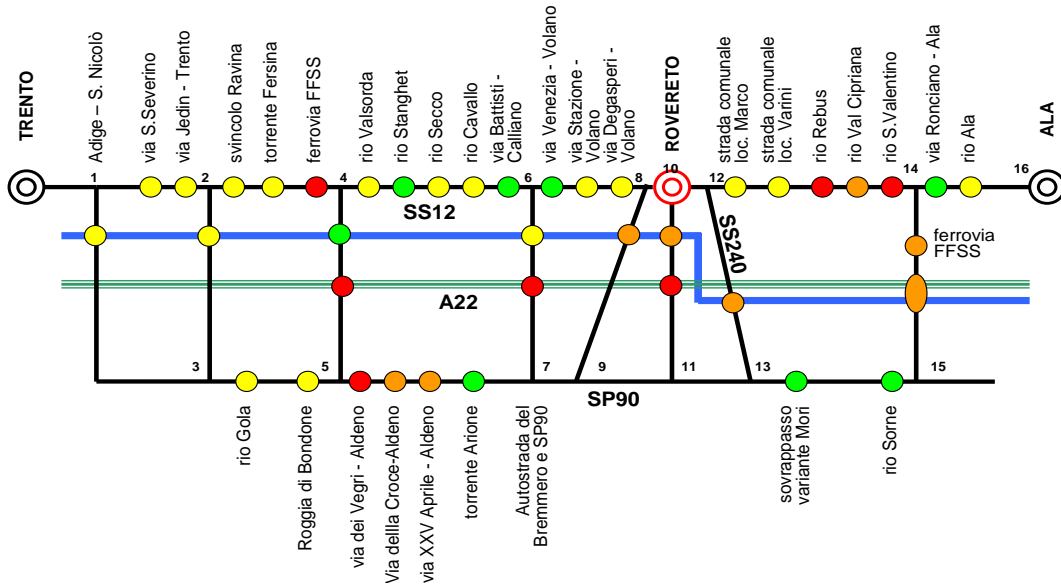 TRENTO
Adige – S. Nicolò
via S.Severino
via Jedin - Trento
svincolo Ravina
torrente Fersina
ferrovia FFSS
rio Valsorda
rio Stanghet
rio Secco
rio Cavallo
via Battisti -
Calliano
via Venezia - Volano
via Stazione -
Volano
via Degasperi -
Volano
ROVERETO
strada comunale
loc. Marco
strada comunale
loc. Varini
rio Rebus
rio Val Cipriana
rio S.Valentino
via Ronciano - Ala
rio Ala
ALA
1
2
4
6
8
10
12
14
16
SS12
SS240
ferrovia
FFSS
A22
3
5
7
9
11
13
15
SP90
rio Gola
Roggia di Bondone
via dei Vegri - Aldeno
Via dellla Croce-Aldeno
via XXV Aprile - Aldeno
torrente Arione
Autostrada del
Bremmero e SP90
sovrappasso
variante Mori
rio Sorne